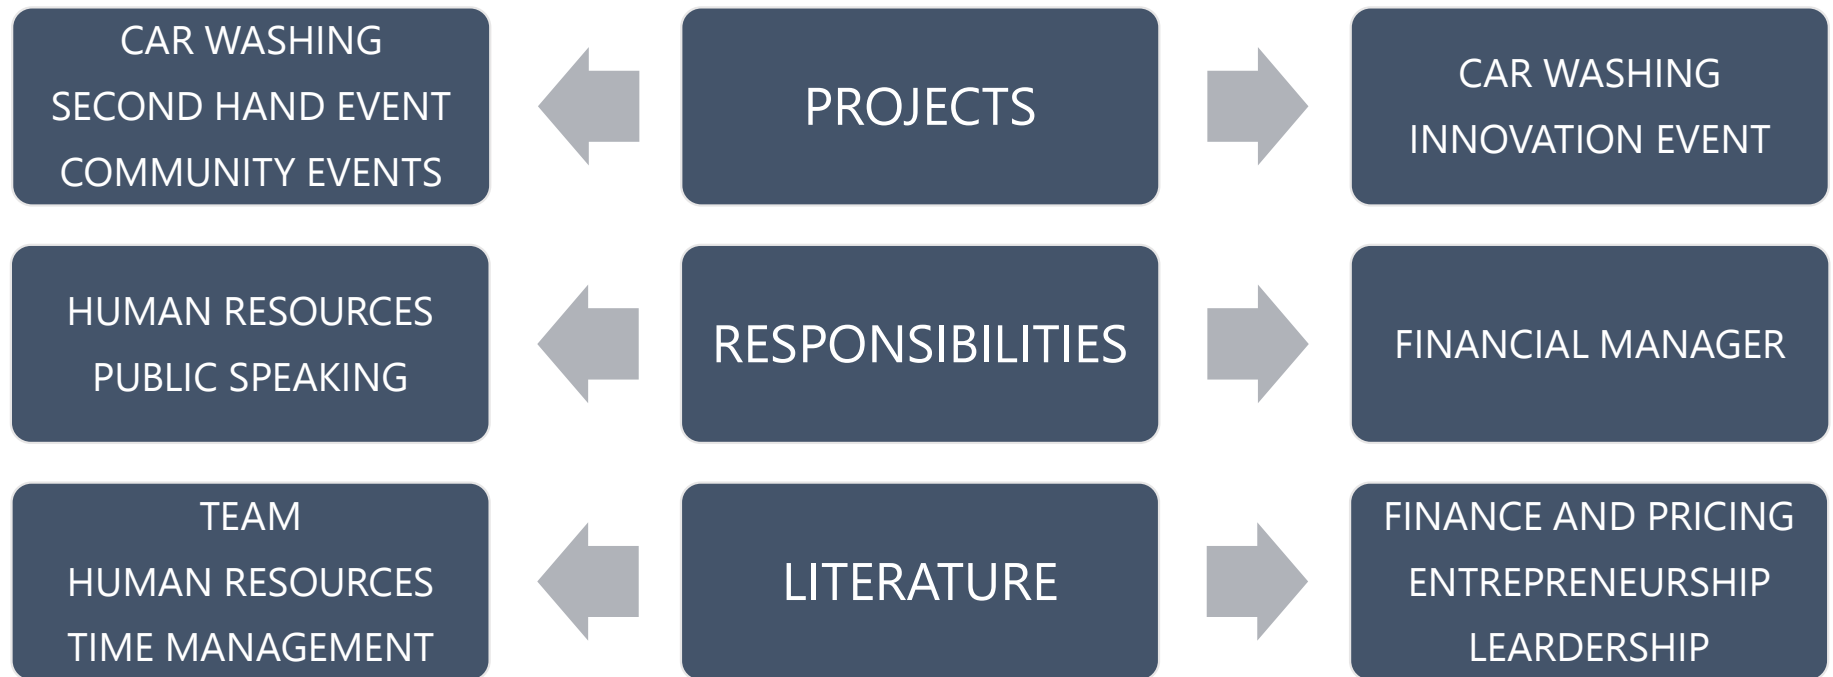 CAR WASHING
SECOND HAND EVENT
COMMUNITY EVENTS
PROJECTS
CAR WASHING
INNOVATION EVENT
HUMAN RESOURCES
PUBLIC SPEAKING
RESPONSIBILITIES
FINANCIAL MANAGER
TEAM
HUMAN RESOURCES
TIME MANAGEMENT
LITERATURE
FINANCE AND PRICING
ENTREPRENEURSHIP
LEARDERSHIP